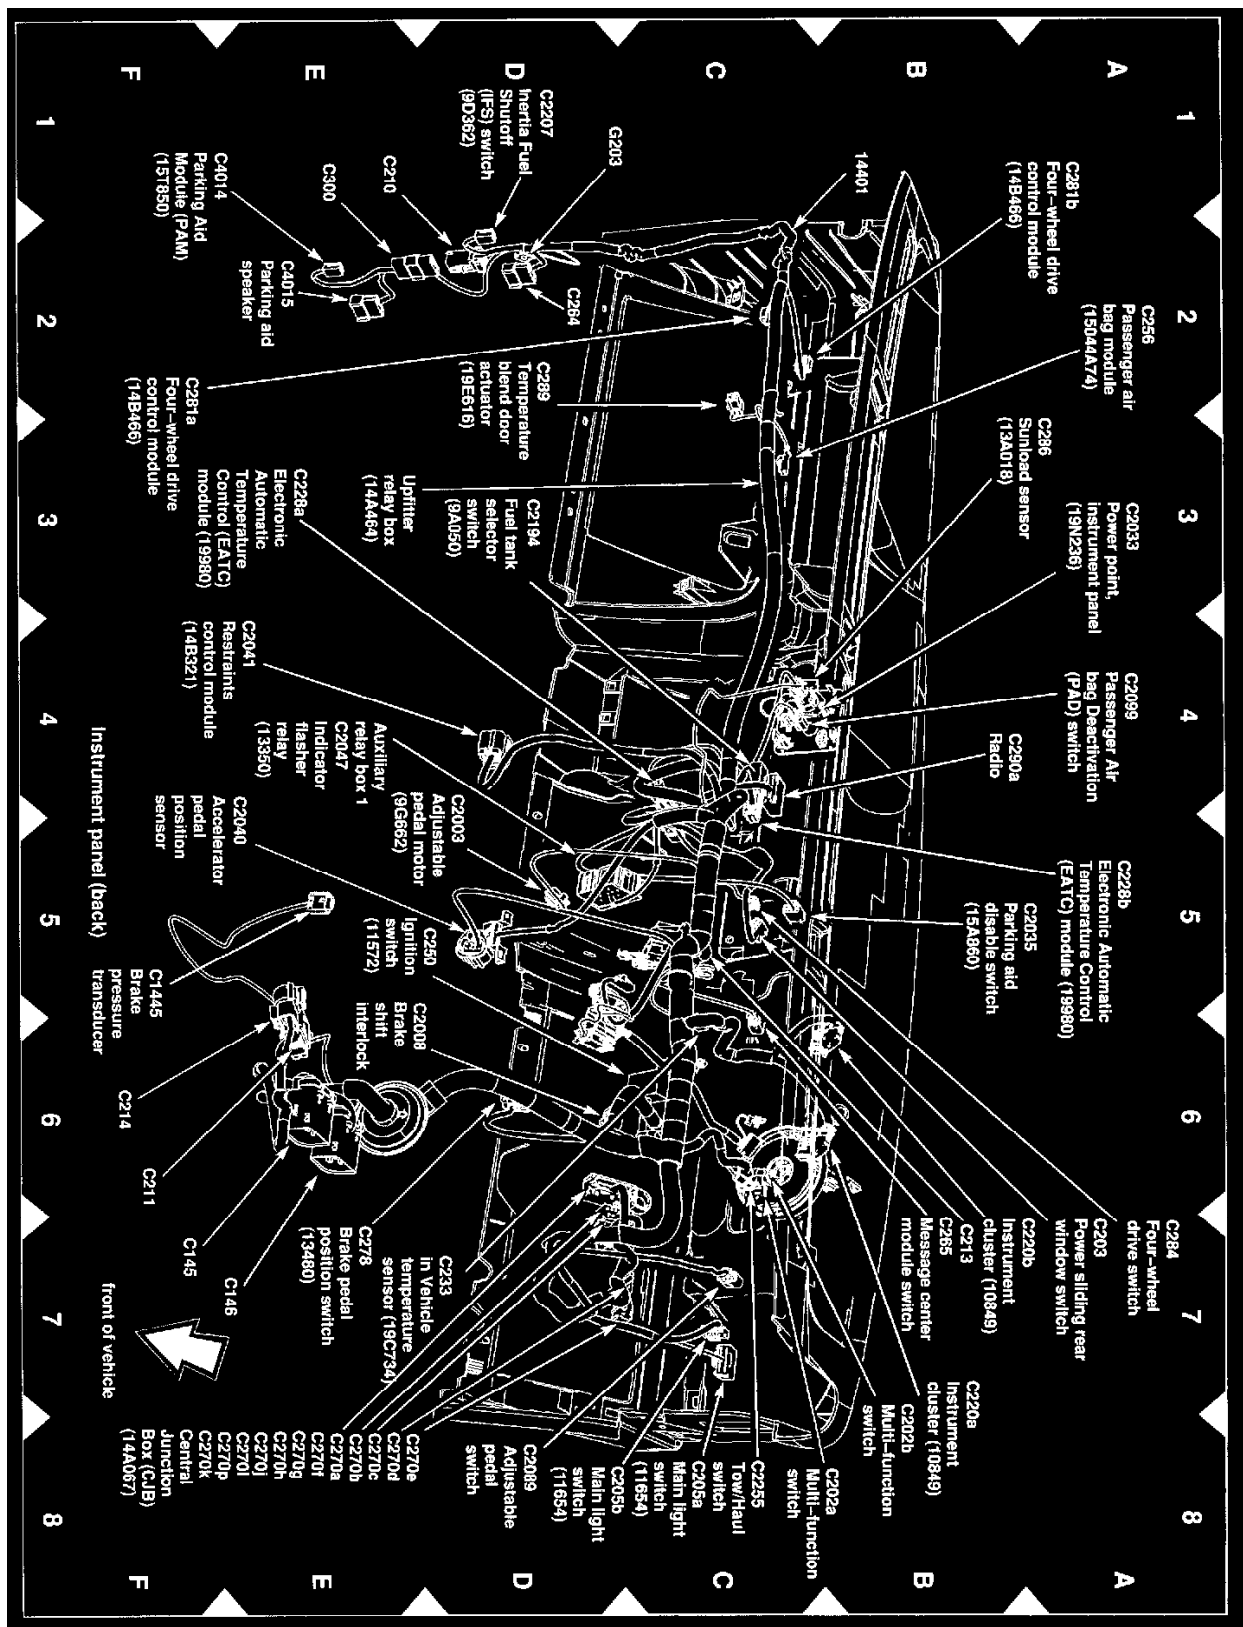 1
2
3
4
5
6
7
8
A
B
C
D
E
F
C281b
Four-wheel drive
control module
(14B466)
C256
Passenger air
bag module
(15044A74)
C286
Sunload sensor
(13A018)
C2033
Power point,
instrument panel
(19N236)
C2099
Passenger Air
bag Deactivation
(PAD) switch
C290a
Radio
C228b
Electronic Automatic
Temperature Control
(EATC) module (19980)
C2035
Parking aid
disable switch
(15A860)
C284
Four-wheel
drive switch
C203
Power sliding rear
window switch
C220b
Instrument
cluster (10849)
C213
C265
Message center
module switch
C220a
Instrument
cluster (10849)
C202b
Multi-function
switch
C202a
Multi-function
switch
C2255
Tow/Haul
switch
C205a
Main light
switch
(11654)
C205b
Main light
switch
(11654)
C2089
Adjustable
pedal
switch
14401
G203
C2207
Inertia Fuel
Shutoff
(IFS) switch
(9D362)
C210
C300
C4014
Parking Aid
Module (PAM)
(15T850)
C264
C4015
Parking aid
speaker
C289
Temperature
blend door
actuator
(19E616)
C281a
Four-wheel drive
control module
(14B466)
C2194
Fuel tank
selector
switch
(9A050)
Upfitter
relay box
(14A464)
C228a
Electronic
Automatic
Temperature
Control (EATC)
module (19980)
C2041
Restraints
control module
(14B321)
Auxiliary
relay box 1
C2047
Indicator
flasher
relay
(13350)
C2003
Adjustable
pedal motor
(9G662)
C2040
Accelerator
pedal
position
sensor
C250
Ignition
switch
(11572)
C2008
Brake
shift
interlock
C1445
Brake
pressure
transducer
C214
C211
C145
C146
C278
Brake pedal
position switch
(13480)
C233
in Vehicle
temperature
sensor (19C734)
C270e
C270d
C270c
C270b
C270a
C270f
C270g
C270h
C270j
C270l
C270p
C270k
Central
Junction
Box (CJB)
(14A067)
Instrument panel (back)
front of vehicle
1
2
3
4
5
6
7
8
A
B
C
D
E
F